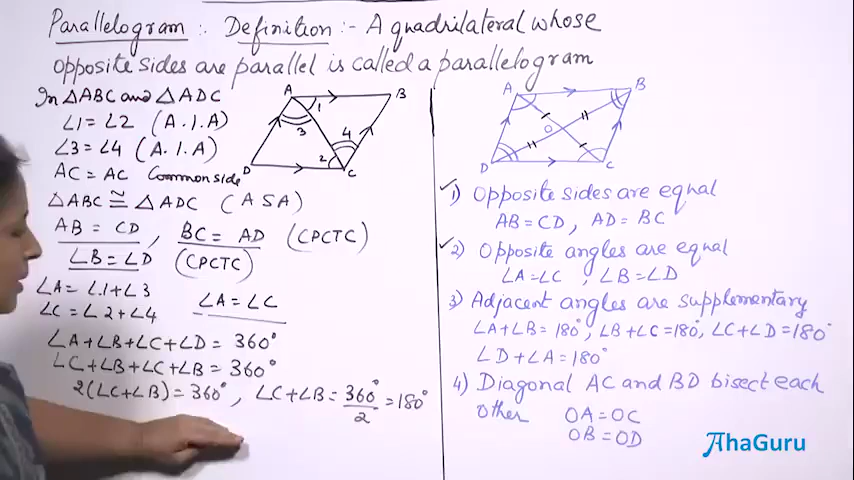 Parallelogram :. Definition :- A quadrilateral whose
opposite sides are parallel is called a parallelogram
In △ABC and △ADC
∠1=∠2 (A.I.A)
∠3=∠4 (A.I.A)
AC = AC Common side
△ABC ≅ △ADC (ASA)
AB = CD, BC = AD (CPCTC)
∠B=∠D (CPCTC)
∠A=∠1+∠3
∠C=∠2+∠4 ∠A=∠C
∠A+∠B+∠C+∠D = 360°
∠C+∠B+∠C+∠B = 360°
2(∠C+∠B) = 360°, ∠C+∠B = 360°/2 = 180°
A B
1
3 4
2
D C
A B
O
D C
1) Opposite sides are equal
AB=CD, AD=BC
2) Opposite angles are equal
∠A=∠C, ∠B=∠D
3) Adjacent angles are supplementary
∠A+∠B=180°, ∠B+∠C=180°, ∠C+∠D=180°
∠D+∠A=180°
4) Diagonal AC and BD bisect each
other OA=OC
OB=OD
AhaGuru